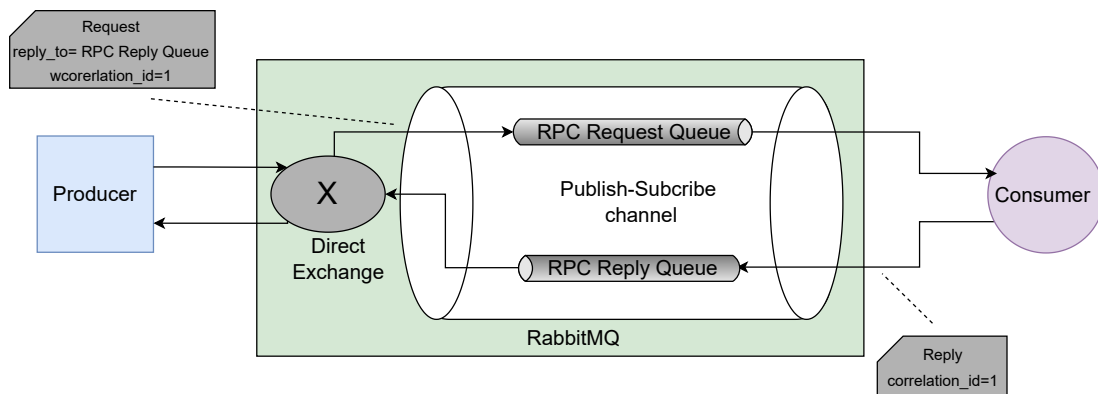 Request
reply_to= RPC Reply Queue
wcorerlation_id=1
RPC Request Queue
Producer
X
Publish-Subcribe
channel
Consumer
Direct
Exchange
RPC Reply Queue
RabbitMQ
Reply
correlation_id=1